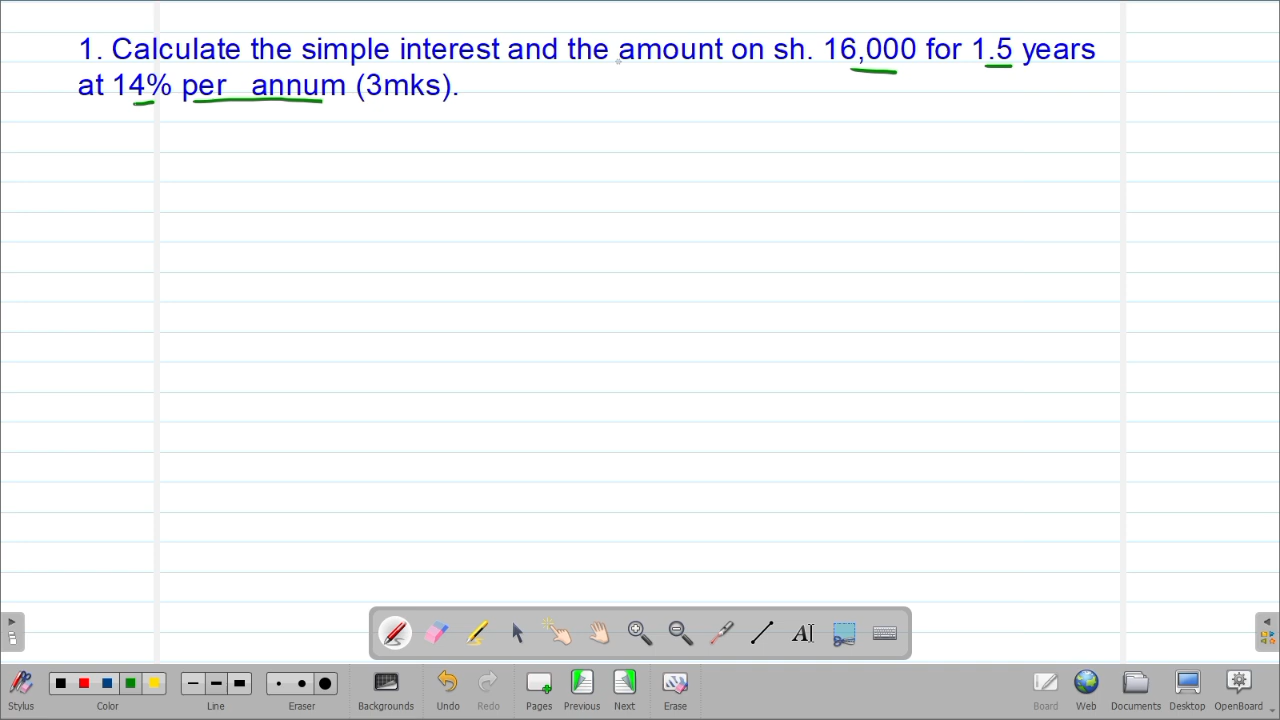 1. Calculate the simple interest and the amount on sh. 16,000 for 1.5 years
at 14% per annum (3mks).
Stylus Color Line Eraser Backgrounds Undo Redo Pages Previous Next Erase Board Web Documents Desktop OpenBoard